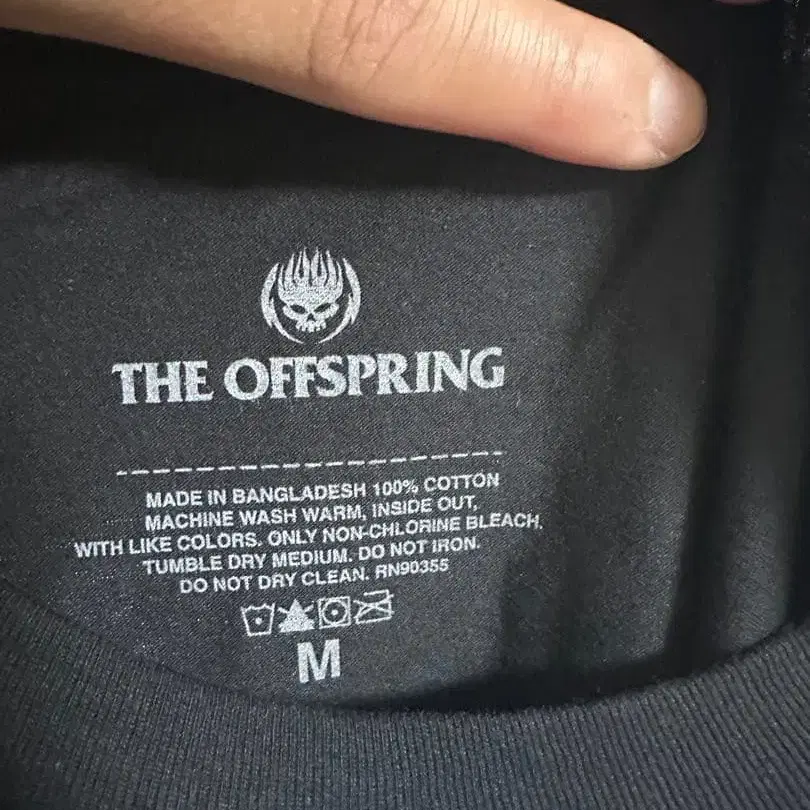 THE OFFSPRING
MADE IN BANGLADESH 100% COTTON
MACHINE WASH WARM, INSIDE OUT,
WITH LIKE COLORS. ONLY NON-CHLORINE BLEACH.
TUMBLE DRY MEDIUM. DO NOT IRON.
DO NOT DRY CLEAN. RN90355
M